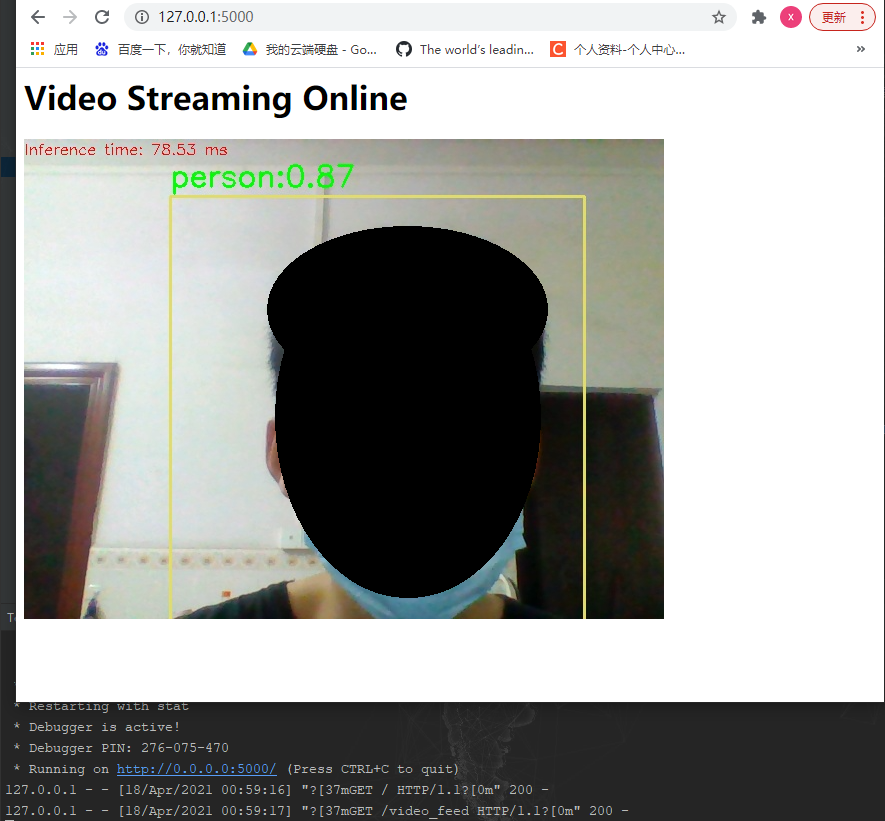 127.0.0.1:5000
x
更新
应用
百度一下，你就知道
我的云端硬盘 - Go...
The world's leadin...
C
个人资料-个人中心...
»
Video Streaming Online
Inference time: 78.53 ms
person:0.87
* Restarting with stat
* Debugger is active!
* Debugger PIN: 276-075-470
* Running on http://0.0.0.0:5000/ (Press CTRL+C to quit)
127.0.0.1 - - [18/Apr/2021 00:59:16] "?[37mGET / HTTP/1.1?[0m" 200 -
127.0.0.1 - - [18/Apr/2021 00:59:17] "?[37mGET /video_feed HTTP/1.1?[0m" 200 -